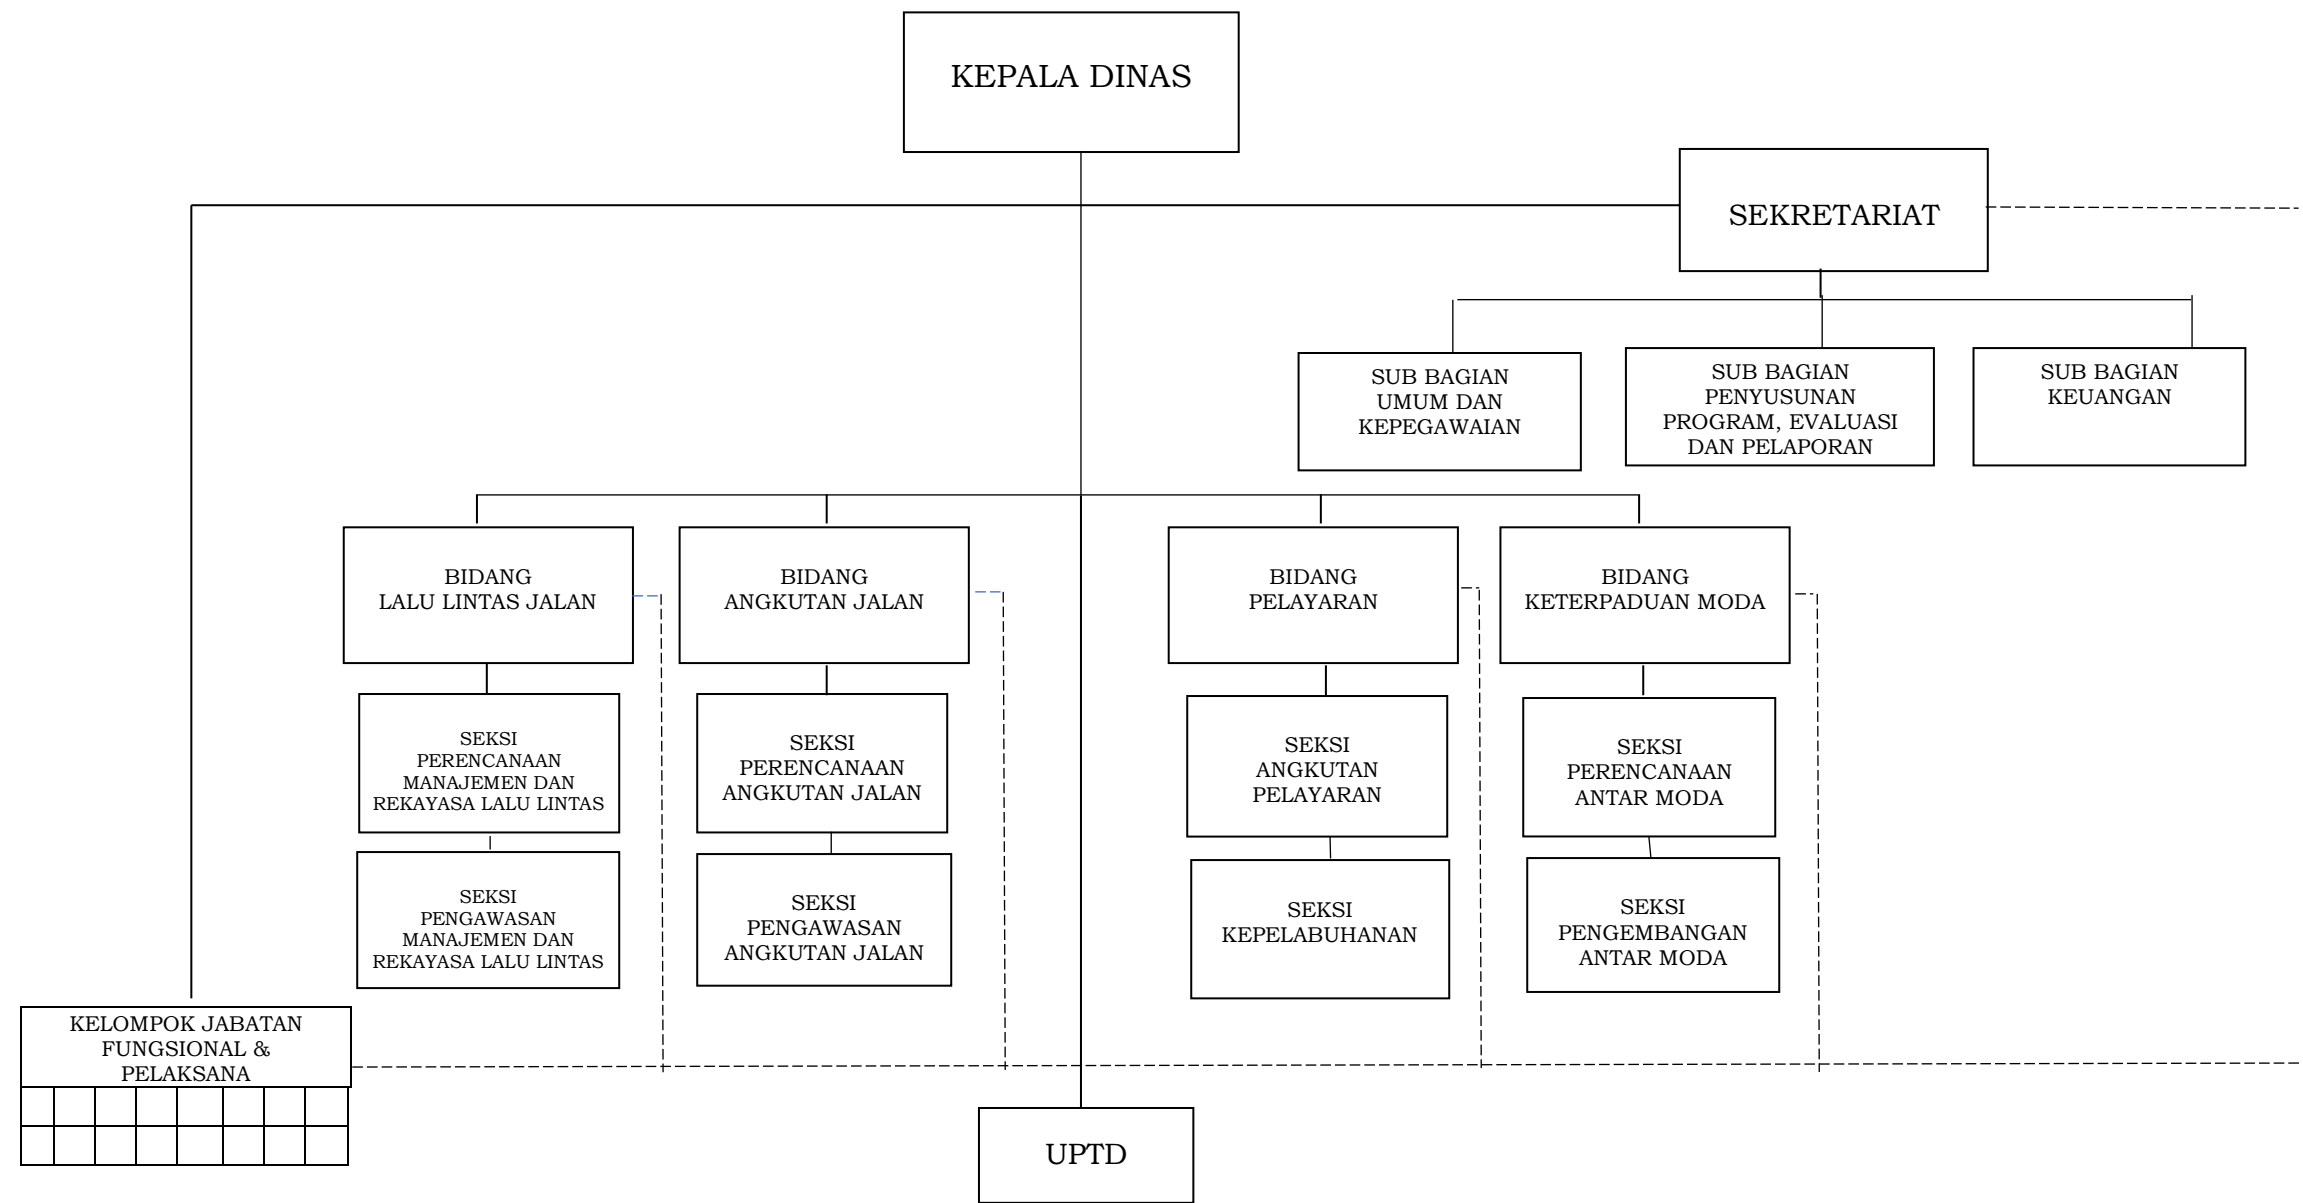 KEPALA DINAS
SEKRETARIAT
SUB BAGIAN
UMUM DAN
KEPEGAWAIAN
SUB BAGIAN
PENYUSUNAN
PROGRAM, EVALUASI
DAN PELAPORAN
SUB BAGIAN
KEUANGAN
BIDANG
LALU LINTAS JALAN
BIDANG
ANGKUTAN JALAN
BIDANG
PELAYARAN
BIDANG
KETERPADUAN MODA
SEKSI
PERENCANAAN
MANAJEMEN DAN
REKAYASA LALU LINTAS
SEKSI
PERENCANAAN
ANGKUTAN JALAN
SEKSI
ANGKUTAN
PELAYARAN
SEKSI
PERENCANAAN
ANTAR MODA
SEKSI
PENGAWASAN
MANAJEMEN DAN
REKAYASA LALU LINTAS
SEKSI
PENGAWASAN
ANGKUTAN JALAN
SEKSI
KEPELABUHANAN
SEKSI
PENGEMBANGAN
ANTAR MODA
KELOMPOK JABATAN
FUNGSIONAL &
PELAKSANA
UPTD